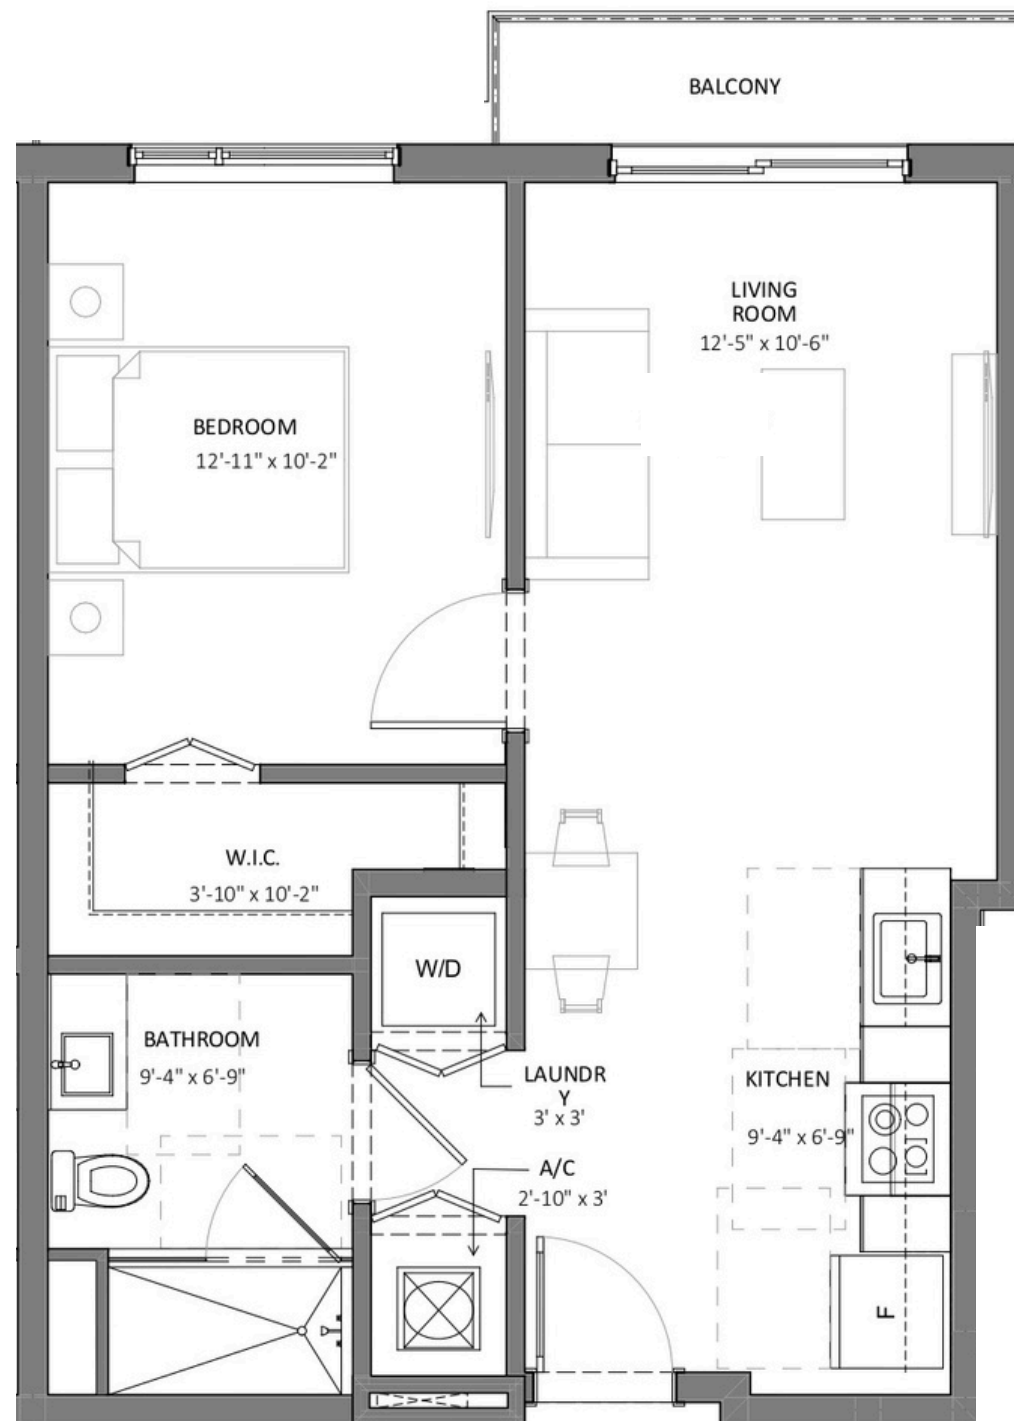 BALCONY
LIVING
ROOM
12'-5" x 10'-6"
BEDROOM
12'-11" x 10'-2"
W.I.C.
3'-10" x 10'-2"
W/D
BATHROOM
9'-4" x 6'-9"
LAUNDR
Y
3' x 3'
KITCHEN
9'-4" x 6'-9"
A/C
2'-10" x 3'
F